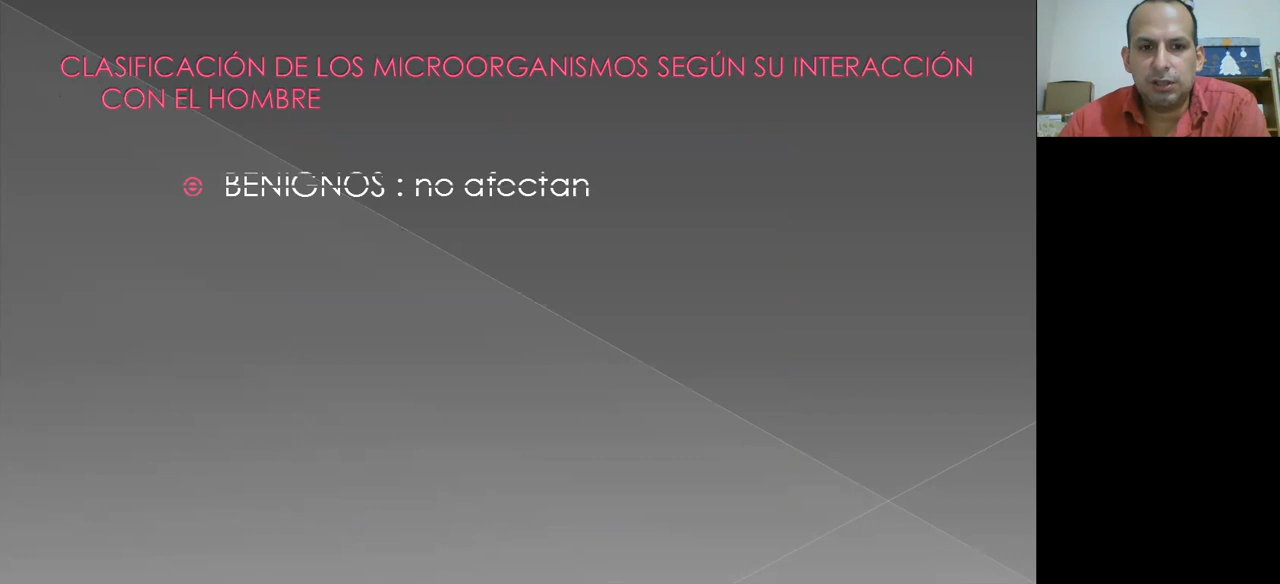 CLASIFICACIÓN DE LOS MICROORGANISMOS SEGÚN SU INTERACCIÓN
CON EL HOMBRE
BENIGNOS : no afectan